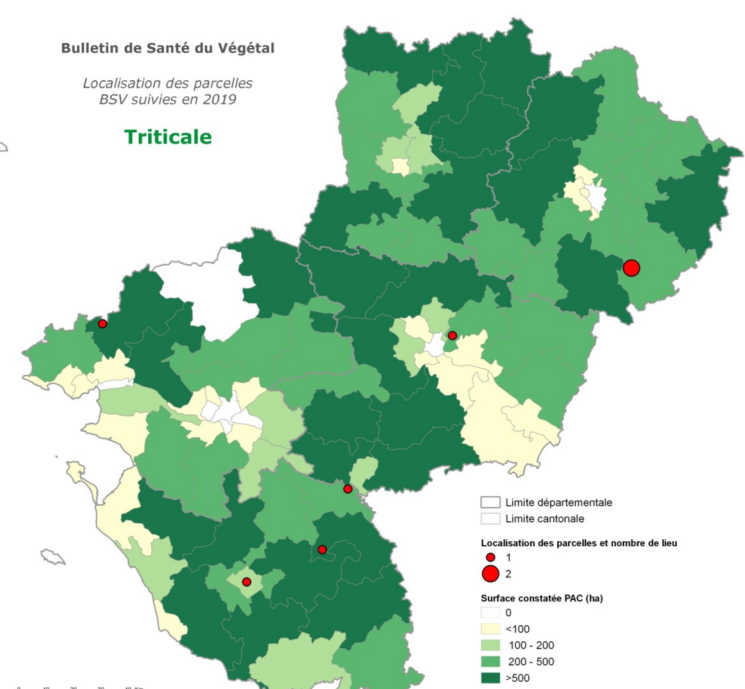 Bulletin de Santé du Végétal
Localisation des parcelles
BSV suivies en 2019
Triticale
Limite départementale
Limite cantonale
Localisation des parcelles et nombre de lieu
1
2
Surface constatée PAC (ha)
0
<100
100 - 200
200 - 500
>500